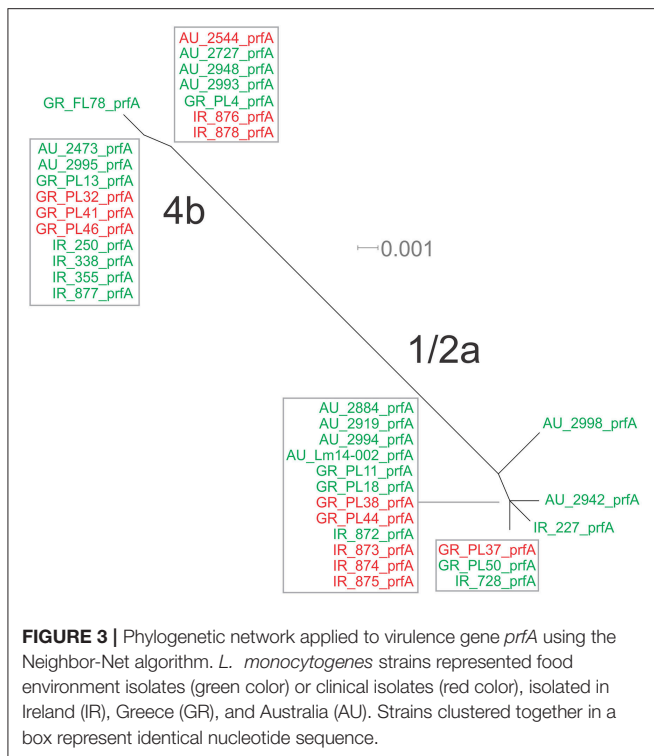 AU_2544_prfA
AU_2727_prfA
AU_2948_prfA
AU_2993_prfA
GR_PL4_prfA
IR_876_prfA
IR_878_prfA
GR_FL78_prfA
AU_2473_prfA
AU_2995_prfA
GR_PL13_prfA
GR_PL32_prfA
GR_PL41_prfA
GR_PL46_prfA
IR_250_prfA
IR_338_prfA
IR_355_prfA
IR_877_prfA
4b
0.001
1/2a
AU_2884_prfA
AU_2919_prfA
AU_2994_prfA
AU_Lm14-002_prfA
GR_PL11_prfA
GR_PL18_prfA
GR_PL38_prfA
GR_PL44_prfA
IR_872_prfA
IR_873_prfA
IR_874_prfA
IR_875_prfA
AU_2998_prfA
AU_2942_prfA
IR_227_prfA
GR_PL37_prfA
GR_PL50_prfA
IR_728_prfA
FIGURE 3 | Phylogenetic network applied to virulence gene prfA using the
Neighbor-Net algorithm. L. monocytogenes strains represented food
environment isolates (green color) or clinical isolates (red color), isolated in
Ireland (IR), Greece (GR), and Australia (AU). Strains clustered together in a
box represent identical nucleotide sequence.